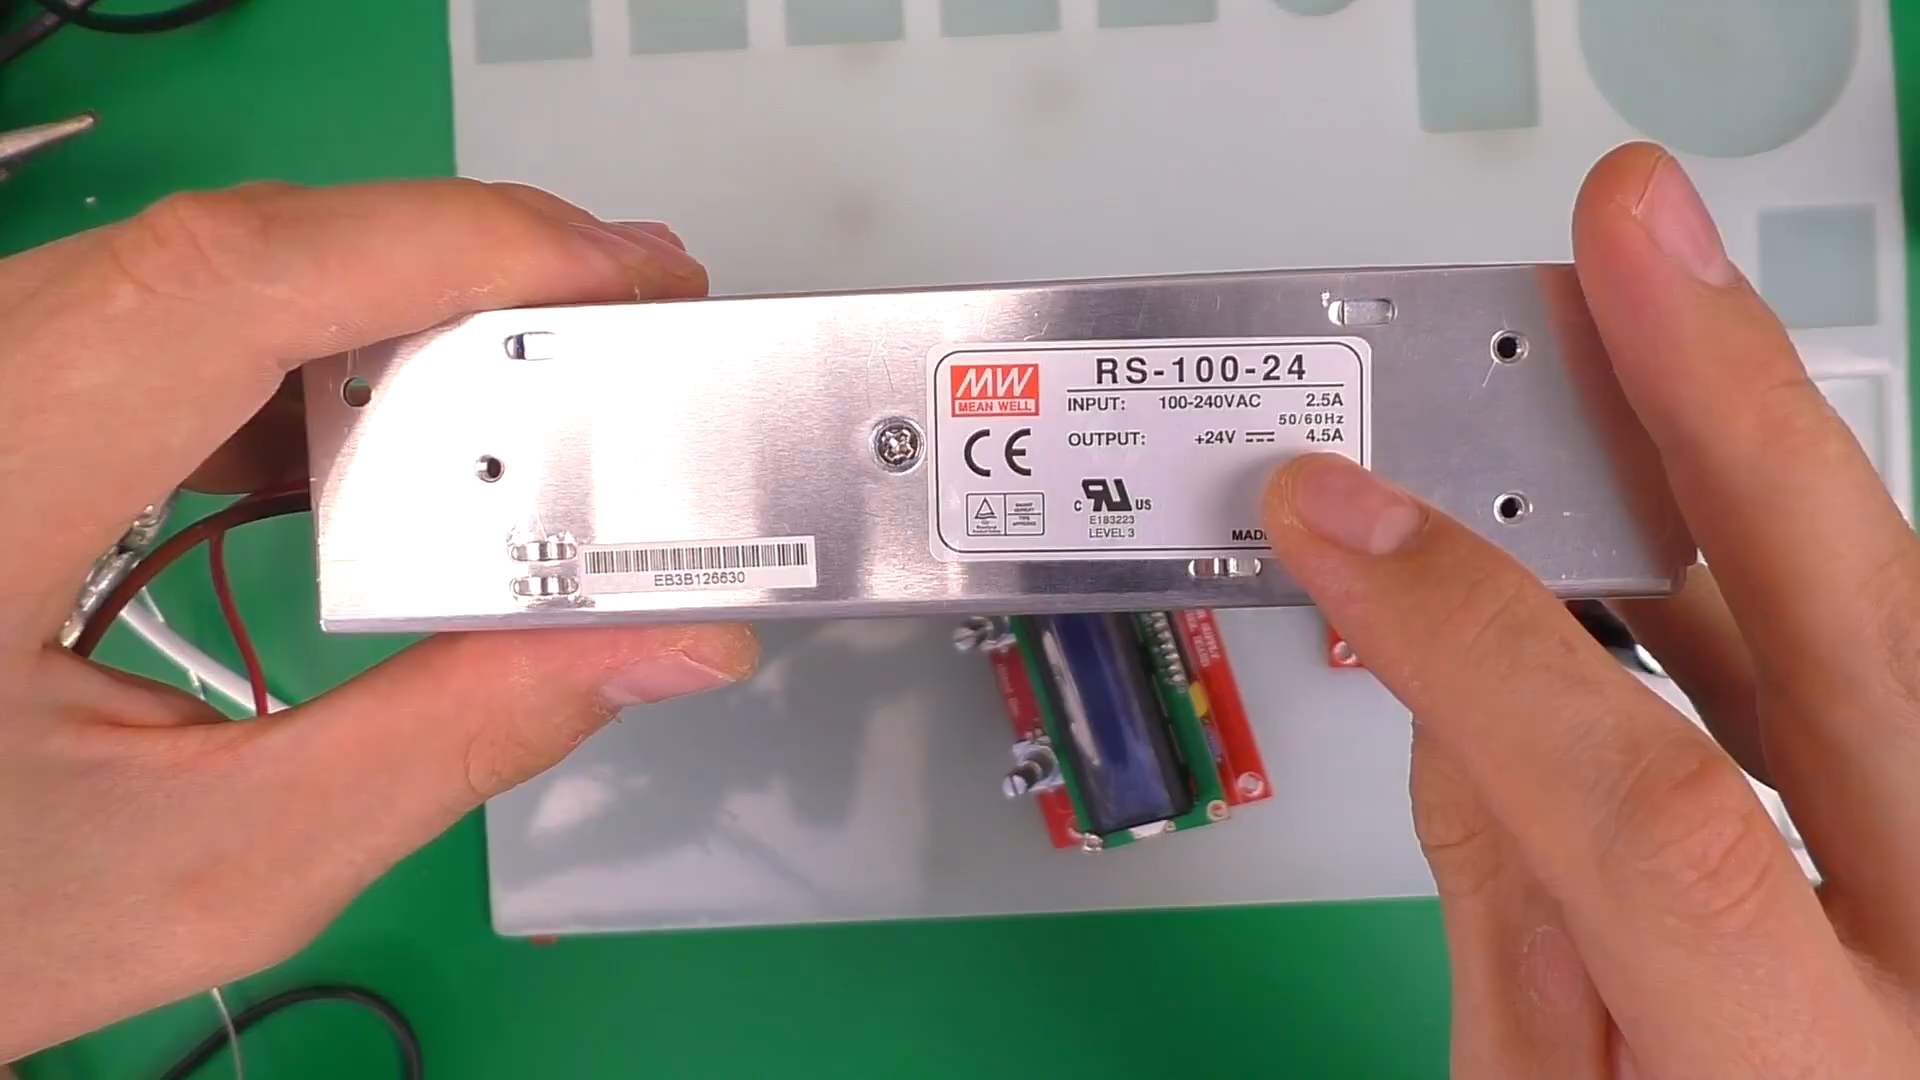 MW
MEAN WELL
RS-100-24
INPUT: 100-240VAC 2.5A
50/60Hz
OUTPUT: +24V 4.5A
CE
C RU US
E183223
LEVEL 3
MADE
EB3B126630